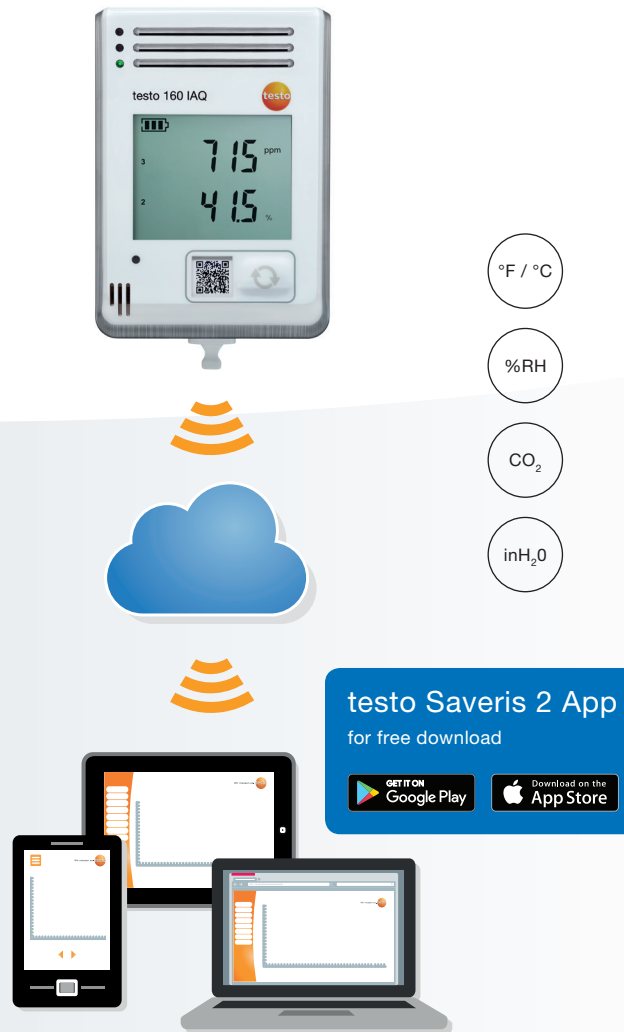 testo 160 IAQ
testo
3
715 ppm
2
41.5 %
°F / °C
%RH
CO₂
inH₂0
testo Saveris 2 App
for free download
GET IT ON
Google Play
Download on the
App Store